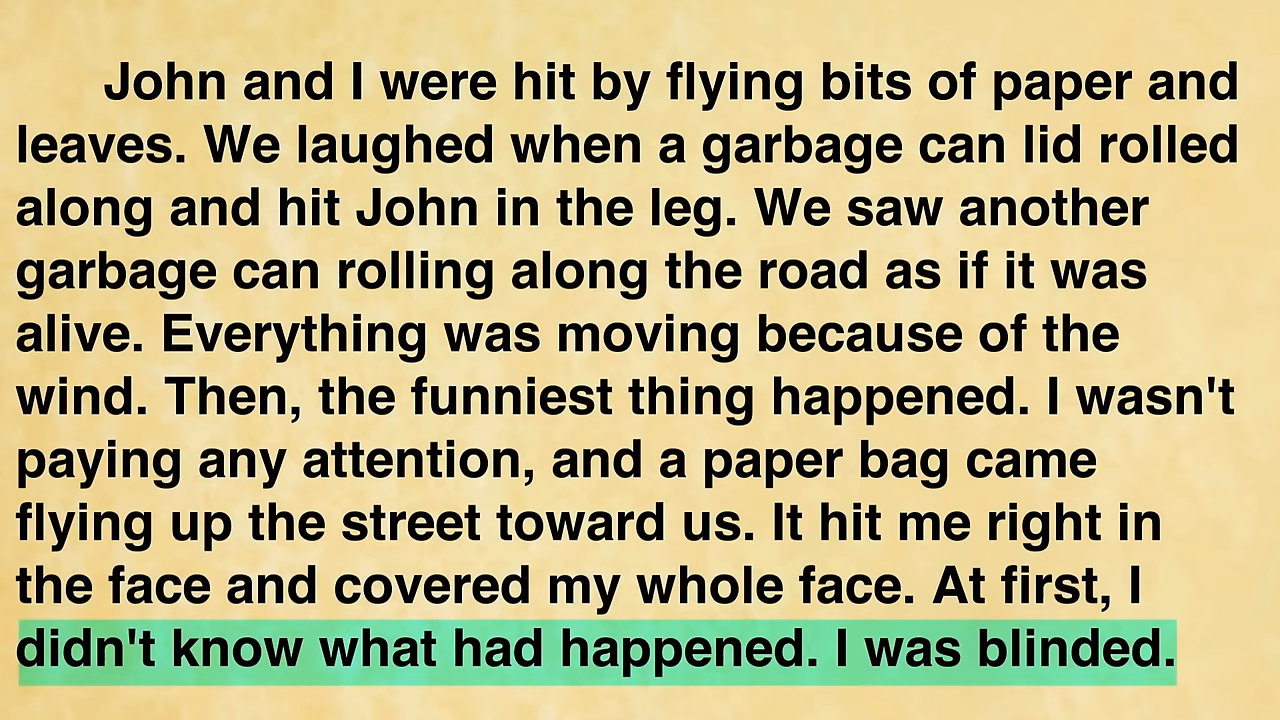 John and I were hit by flying bits of paper and
leaves. We laughed when a garbage can lid rolled
along and hit John in the leg. We saw another
garbage can rolling along the road as if it was
alive. Everything was moving because of the
wind. Then, the funniest thing happened. I wasn't
paying any attention, and a paper bag came
flying up the street toward us. It hit me right in
the face and covered my whole face. At first, I
didn't know what had happened. I was blinded.